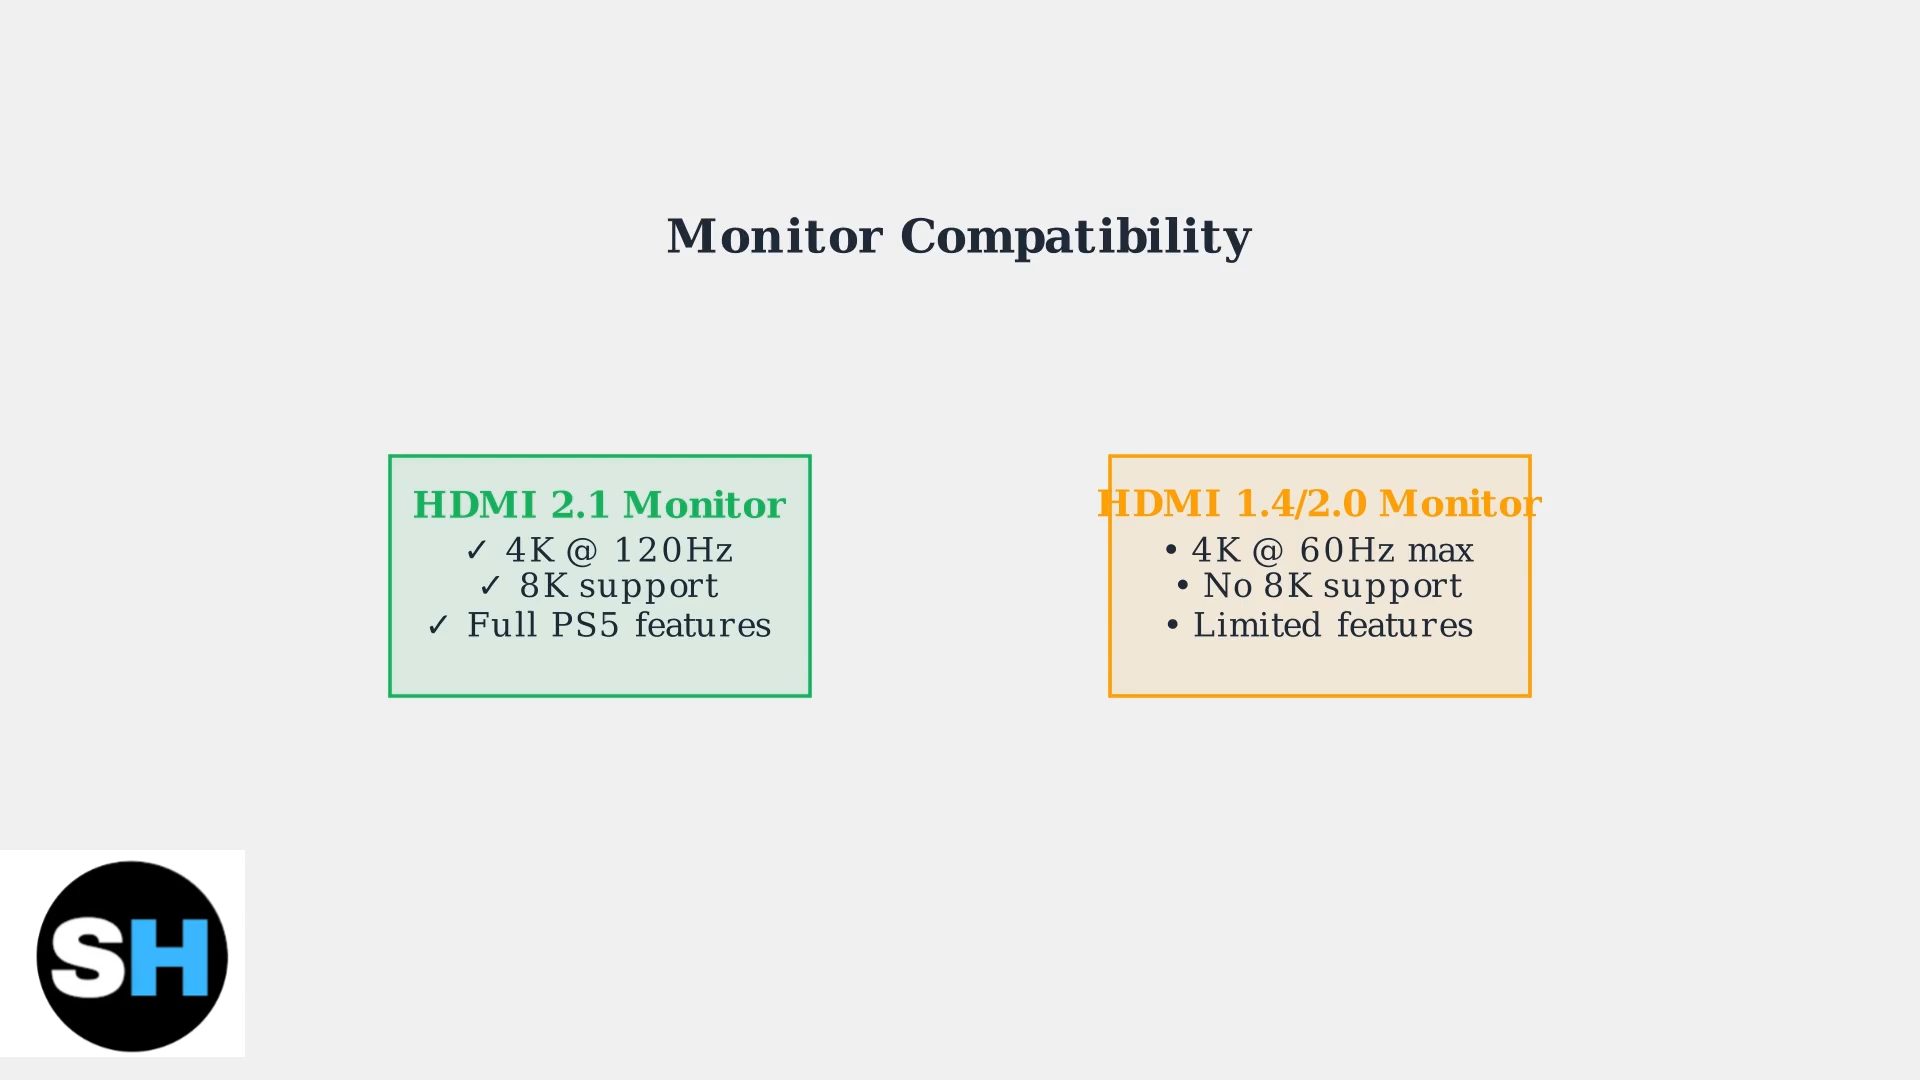 Monitor Compatibility
HDMI 2.1 Monitor
✓ 4K @ 120Hz
✓ 8K support
✓ Full PS5 features
HDMI 1.4/2.0 Monitor
• 4K @ 60Hz max
• No 8K support
• Limited features
SH